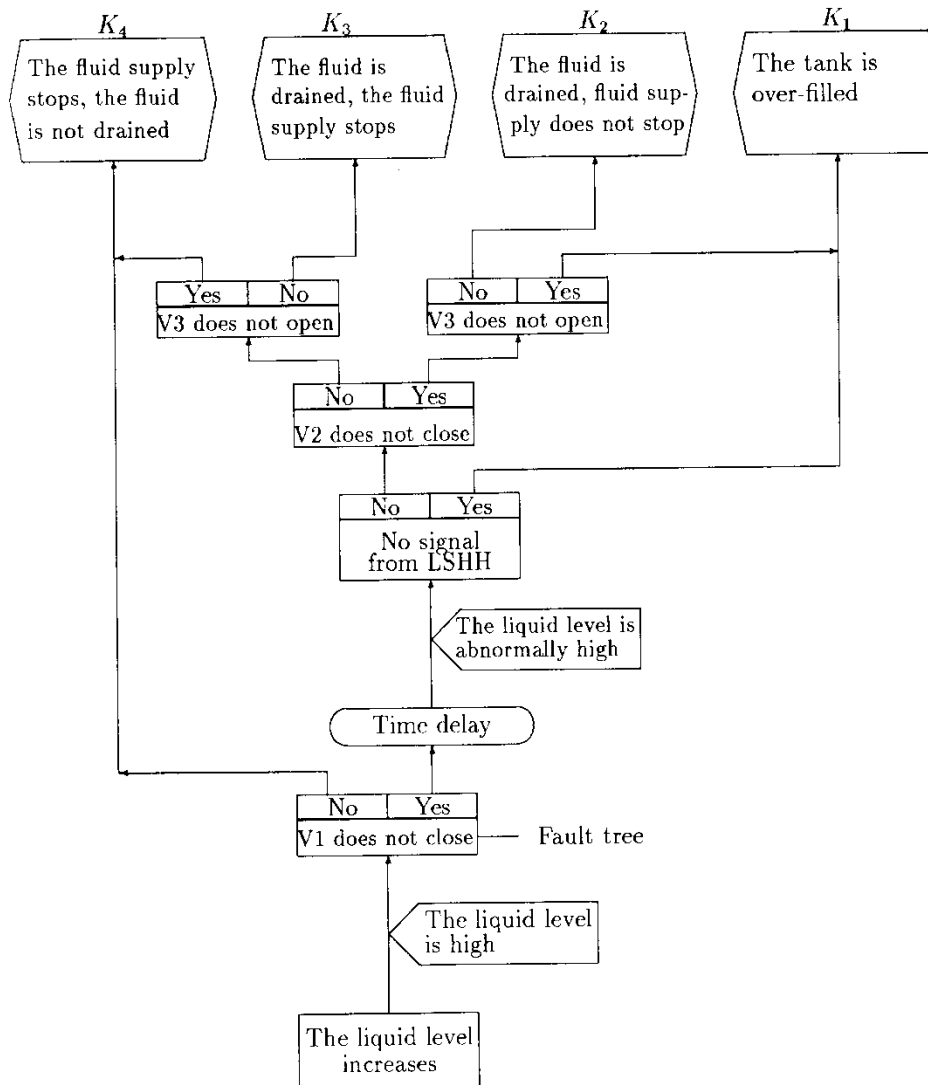 K4
K3
K2
K1
The fluid supply
stops, the fluid
is not drained
The fluid is
drained, the fluid
supply stops
The fluid is
drained, fluid sup-
ply does not stop
The tank is
over-filled
Yes No
V3 does not open
No Yes
V3 does not open
No Yes
V2 does not close
No Yes
No signal
from LSHH
The liquid level is
abnormally high
Time delay
No Yes
V1 does not close
Fault tree
The liquid level
is high
The liquid level
increases